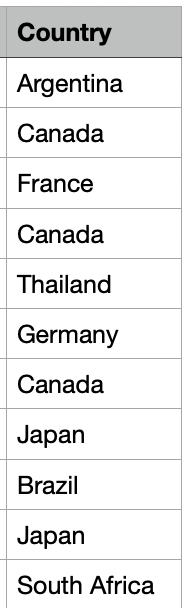 Country
Argentina
Canada
France
Canada
Thailand
Germany
Canada
Japan
Brazil
Japan
South Africa